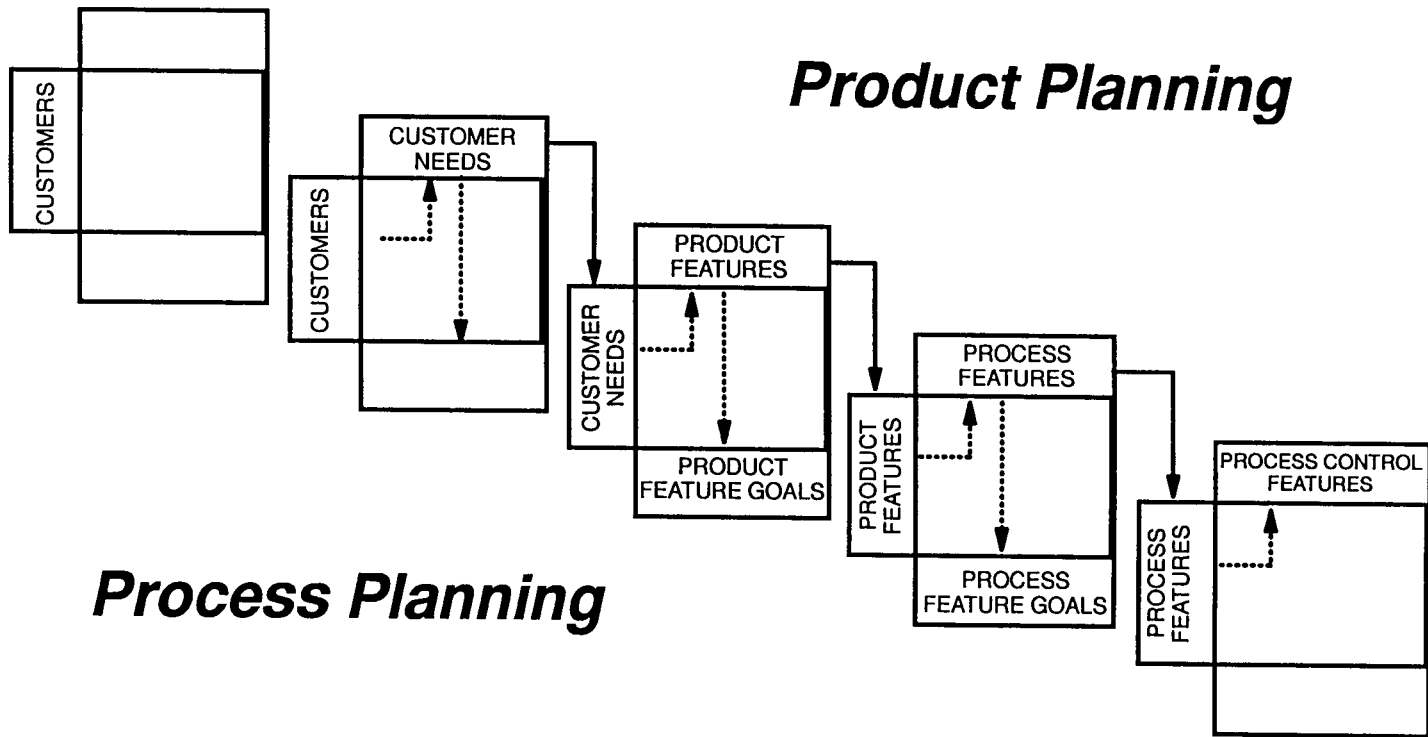 Product Planning
CUSTOMERS
CUSTOMER
NEEDS
CUSTOMERS
PRODUCT
FEATURES
CUSTOMER
NEEDS
PRODUCT
FEATURE GOALS
PROCESS
FEATURES
PRODUCT
FEATURES
PROCESS
FEATURE GOALS
PROCESS CONTROL
FEATURES
PROCESS
FEATURES
Process Planning